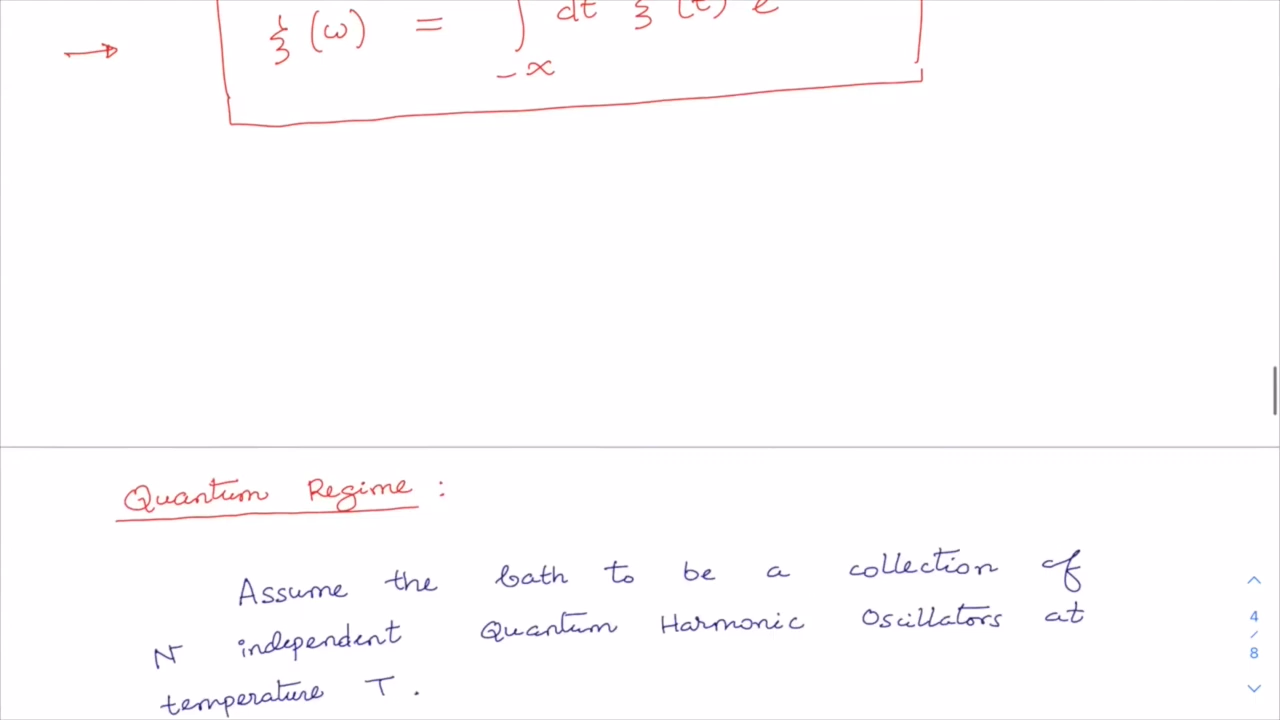 → ξ(ω) = ∫ dt ξ(t) e
-∞
Quantum Regime :
Assume the bath to be a collection of
N independent Quantum Harmonic Oscillators at
temperature T .
4
/
8